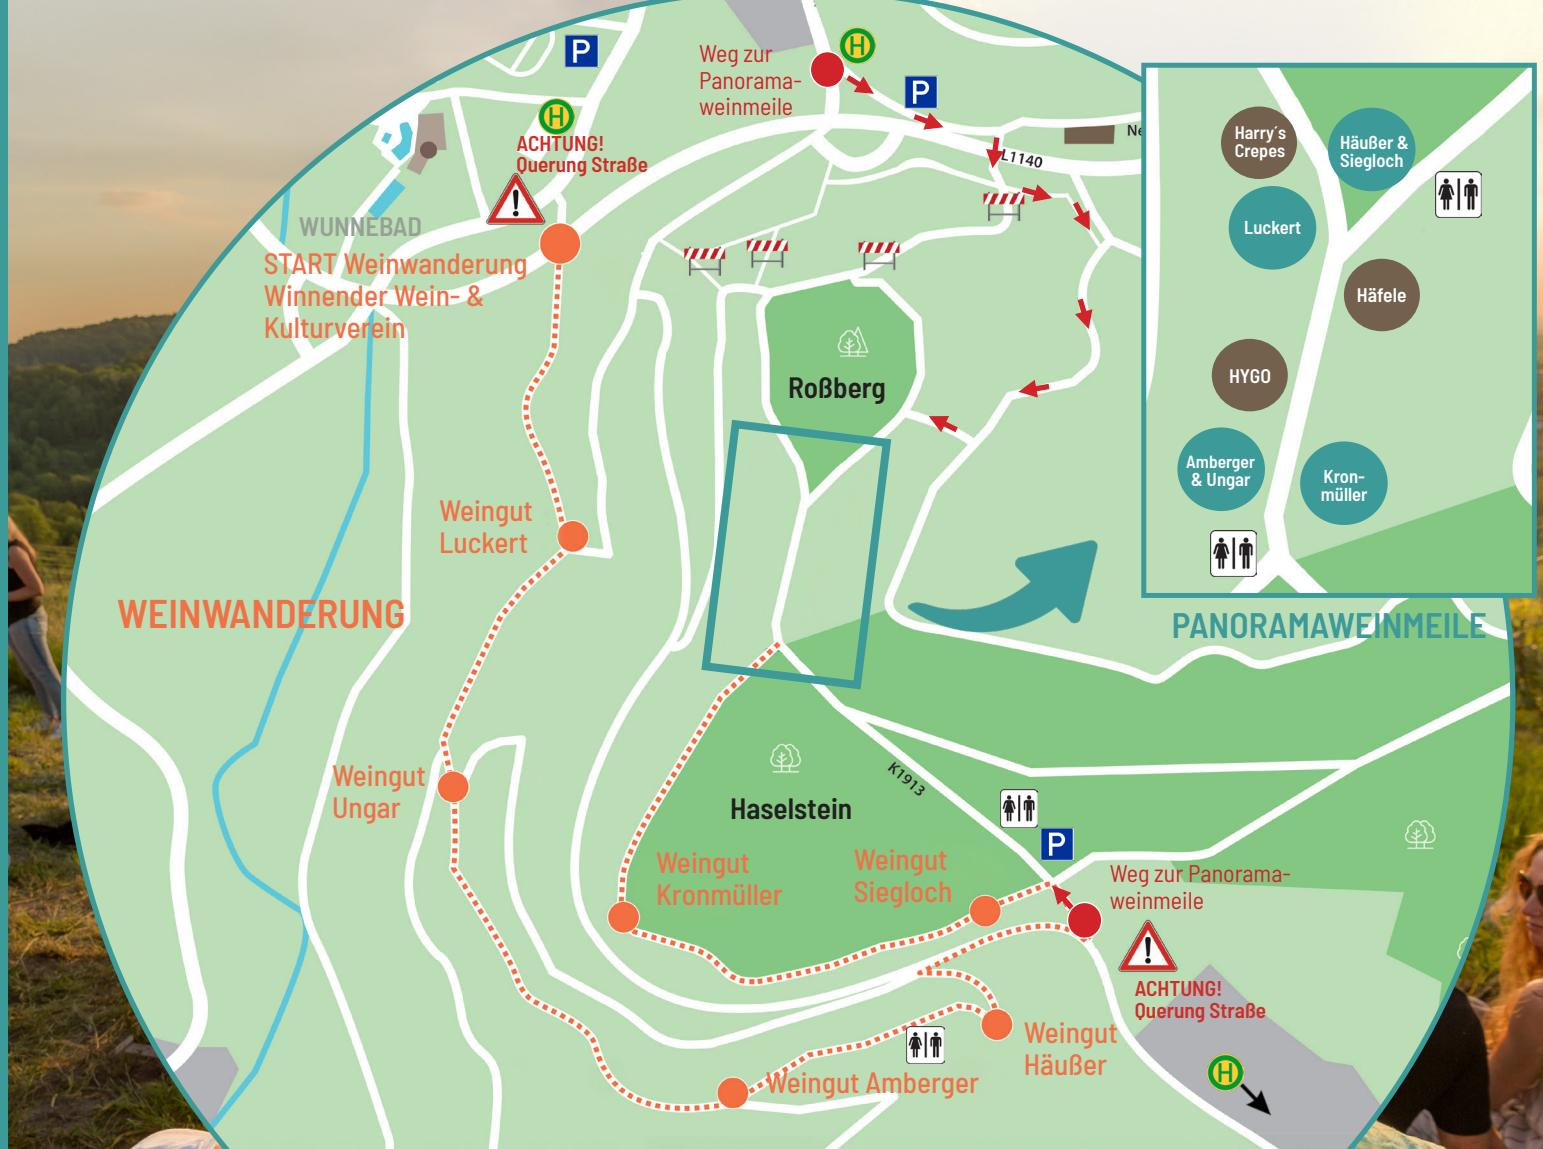 P
H
ACHTUNG!
Querung Straße
WUNNEBAD
START Weinwanderung
Winnender Wein- &
Kulturverein
Weg zur
Panorama-
weinmeile
H
P
L1140
Ne
Roßberg
Weingut
Luckert
WEINWANDERUNG
Weingut
Ungar
Haselstein
K1913
Weingut
Kronmüller
Weingut
Siegloch
P
Weg zur Panorama-
weinmeile
ACHTUNG!
Querung Straße
Weingut
Häußer
Weingut Amberger
H
Harry´s
Crepes
Häußer &
Siegloch
Luckert
Häfele
HYGO
Amberger
& Ungar
Kron-
müller
PANORAMAWEINMEILE